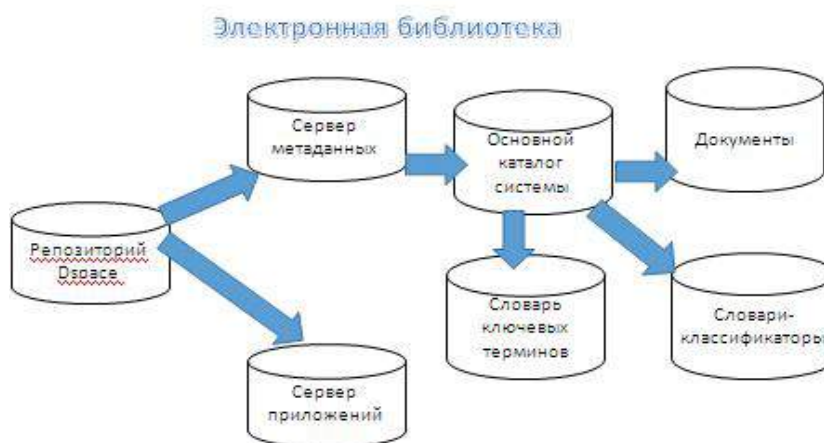 Электронная библиотека
Сервер
метаданных
Основной
каталог
системы
Документы
Репозиторий
Dspace
Словарь
ключевых
терминов
Словари-
классификаторы
Сервер
приложений